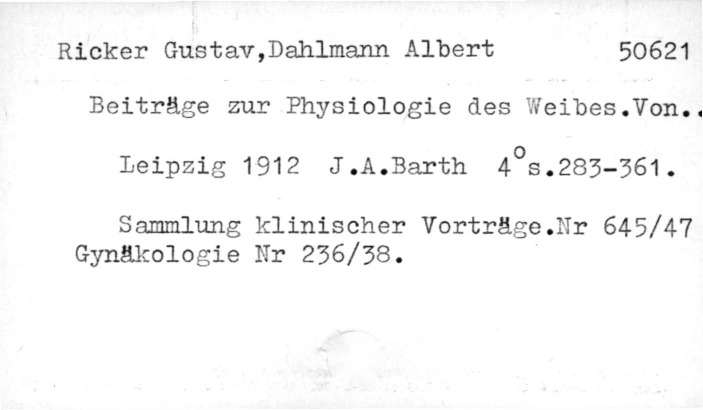 Ricker Gustav,Dahlmann Albert 50621
Beiträge zur Physiologie des Weibes.Von..
Leipzig 1912 J.A.Barth 4°s.283-361.
Sammlung klinischer Vorträge.Nr 645/47
Gynäkologie Nr 236/38.